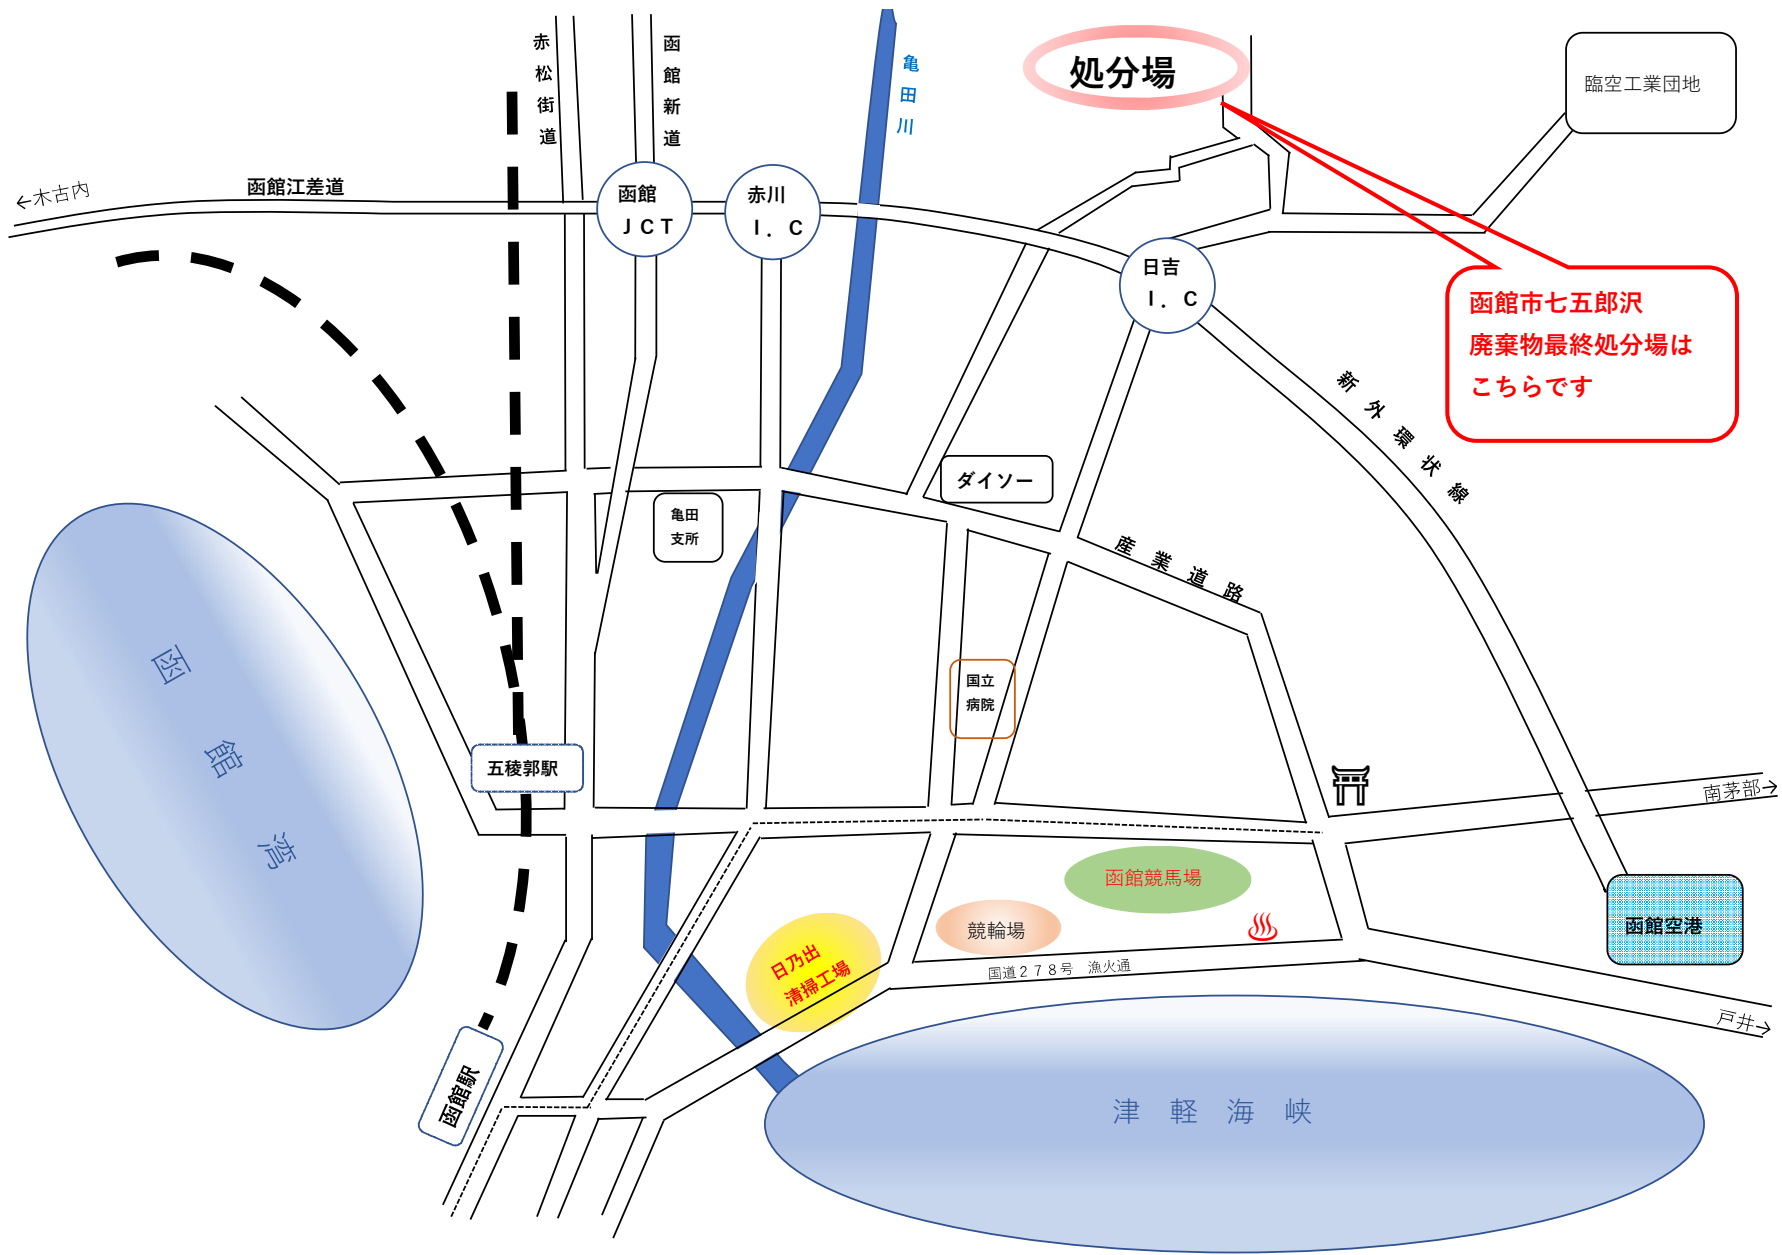 赤松街道
函館新道
亀田川
処分場
臨空工業団地
←木古内
函館江差道
函館
ＪＣＴ
赤川
Ｉ．Ｃ
日吉
Ｉ．Ｃ
函館市七五郎沢
廃棄物最終処分場は
こちらです
新外環状線
ダイソー
亀田
支所
産業道路
国立
病院
函館湾
五稜郭駅
南茅部→
函館競馬場
競輪場
函館空港
日乃出
清掃工場
国道２７８号　漁火通
戸井→
函館駅
津軽海峡